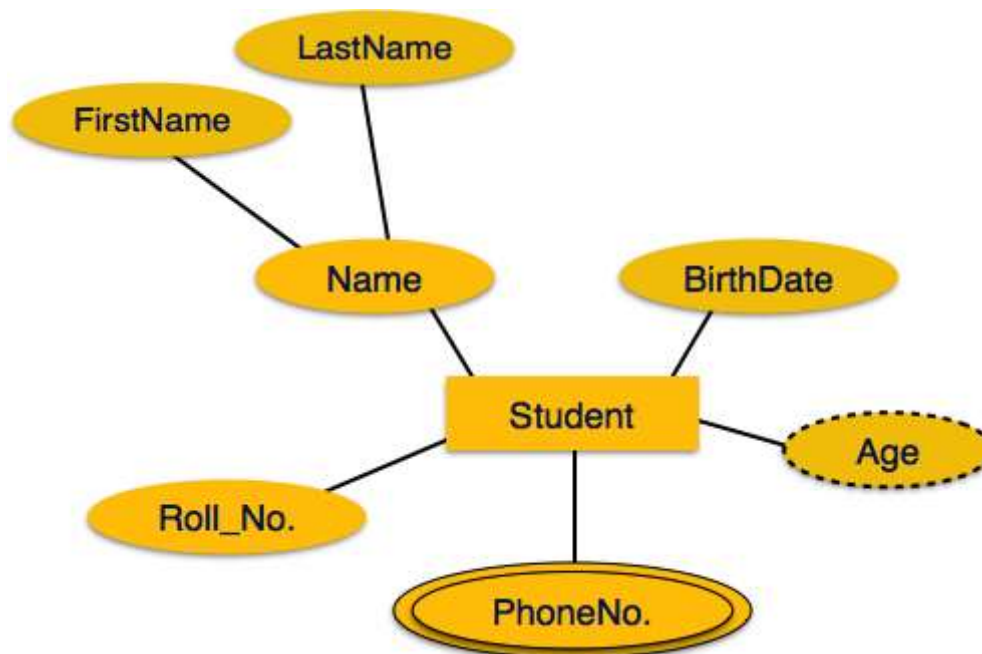 LastName
FirstName
Name
BirthDate
Student
Age
Roll_No.
PhoneNo.